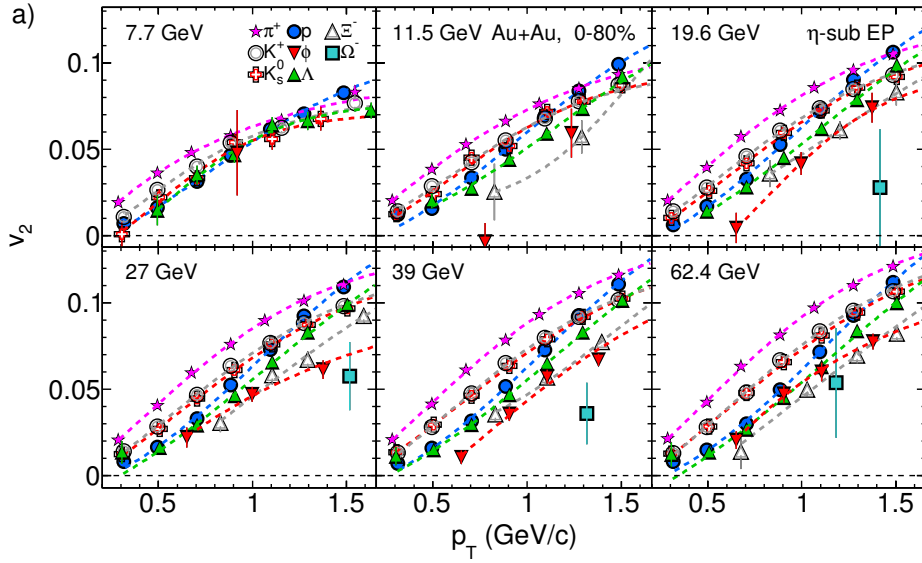 a)
7.7 GeV
π⁺ p Ξ⁻
K⁺ ϕ Ω⁻
K⁰ₛ Λ
11.5 GeV Au+Au, 0-80%
19.6 GeV η-sub EP
0.1
0.05
0
v₂
27 GeV
39 GeV
62.4 GeV
0.1
0.05
0
0.5 1 1.5 0.5 1 1.5 0.5 1 1.5
p_T (GeV/c)